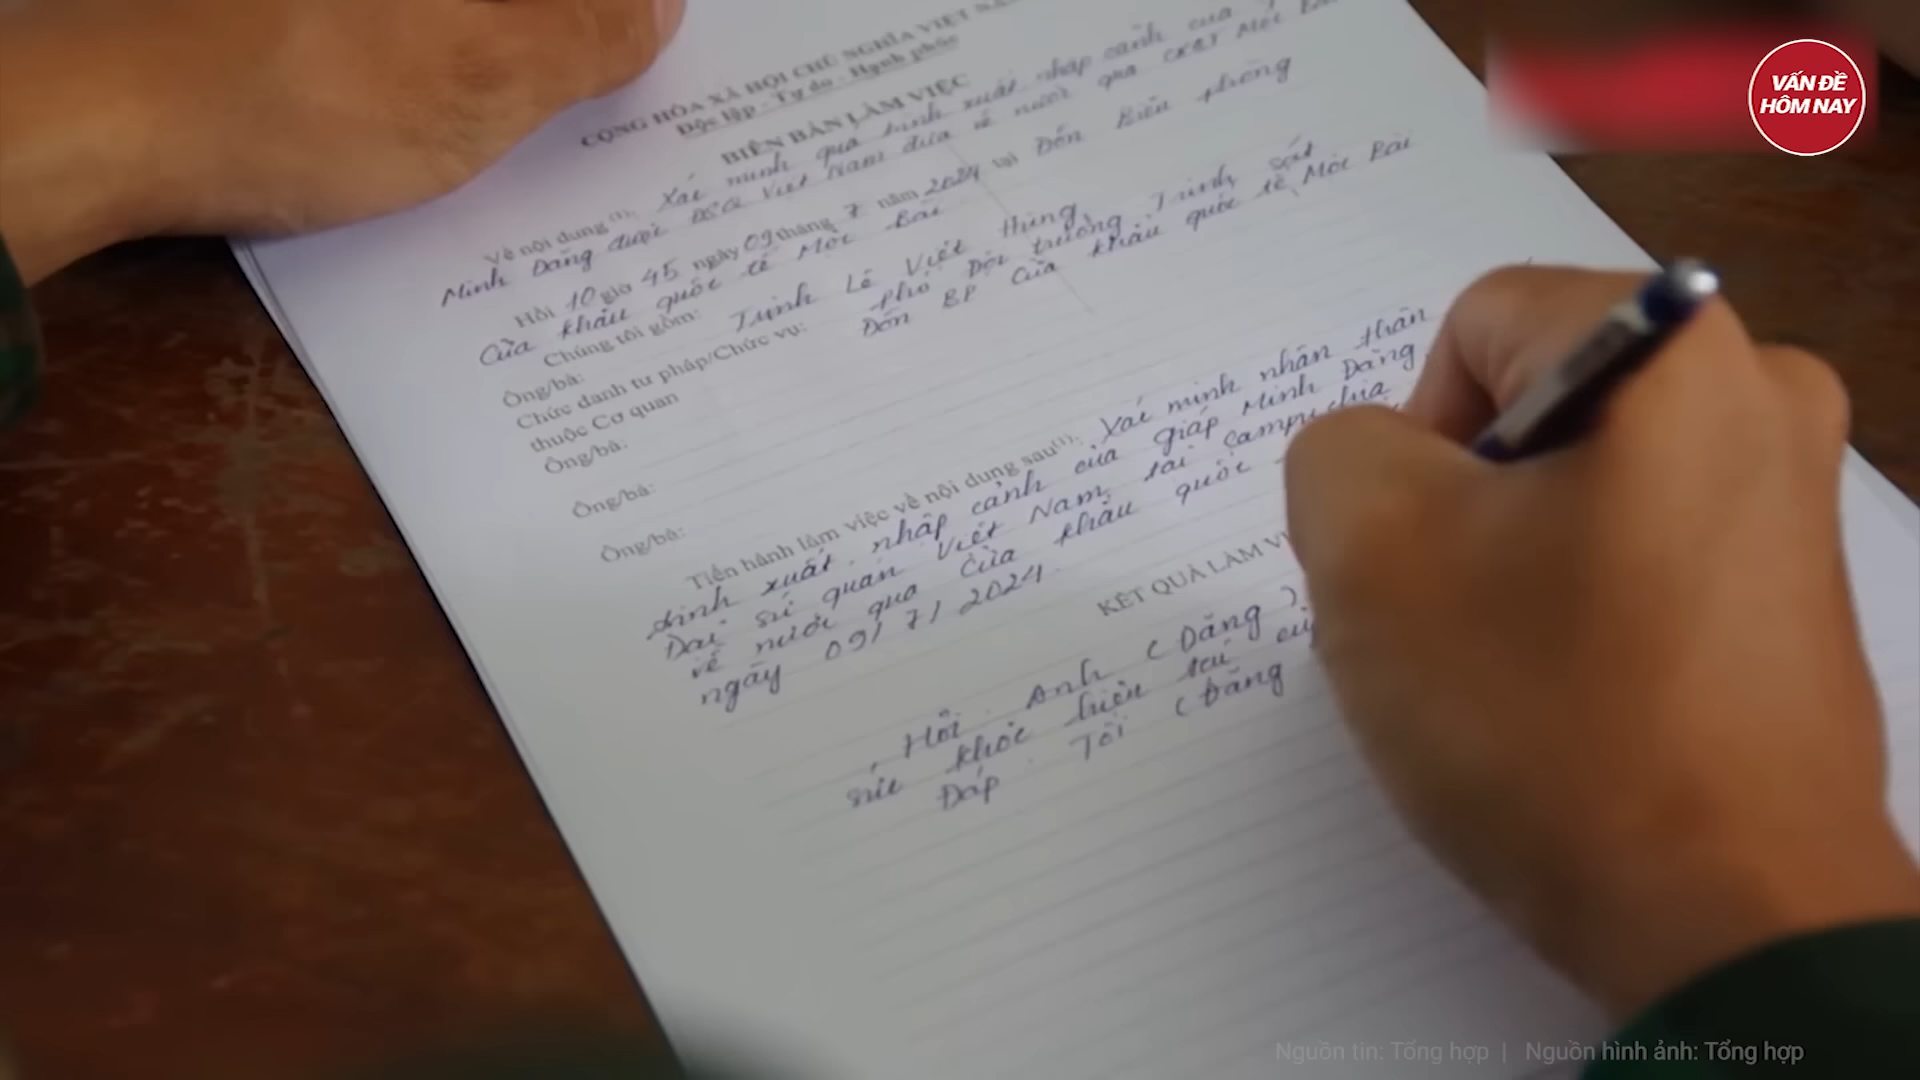 VẤN ĐỀ
HÔM NAY
CỘNG HÒA XÃ HỘI CHỦ NGHĨA VIỆT NAM
Độc lập - Tự do - Hạnh phúc
BIÊN BẢN LÀM VIỆC
Về nội dung (1): Xác minh quá trình xuất nhập cảnh của
Minh Đăng được ĐSQ Việt Nam đưa về nước qua CKQT Mộc Bài
Hồi 10 giờ 45 ngày 09 tháng 7 năm 2024 tại Đồn Biên phòng
Cửa khẩu quốc tế Mộc Bài
Chúng tôi gồm:
Ông/bà: Trịnh Lê Việt Hùng
Chức danh tư pháp/Chức vụ: Phó Đội trưởng Trinh sát
thuộc Cơ quan Đồn BP Cửa khẩu quốc tế Mộc Bài
Ông/bà:
Ông/bà:
Ông/bà:
Tiến hành làm việc về nội dung sau (1): Xác minh nhân thân
trình xuất nhập cảnh của Giáp Minh Đăng
Đại sứ quán Việt Nam tại Campuchia
về nước qua Cửa khẩu quốc
ngày 09/7/2024.
KẾT QUẢ LÀM VI
Hỏi: Anh (Đăng)
sức khỏe hiện tại
Đáp: Tôi (Đăng
Nguồn tin: Tổng hợp | Nguồn hình ảnh: Tổng hợp